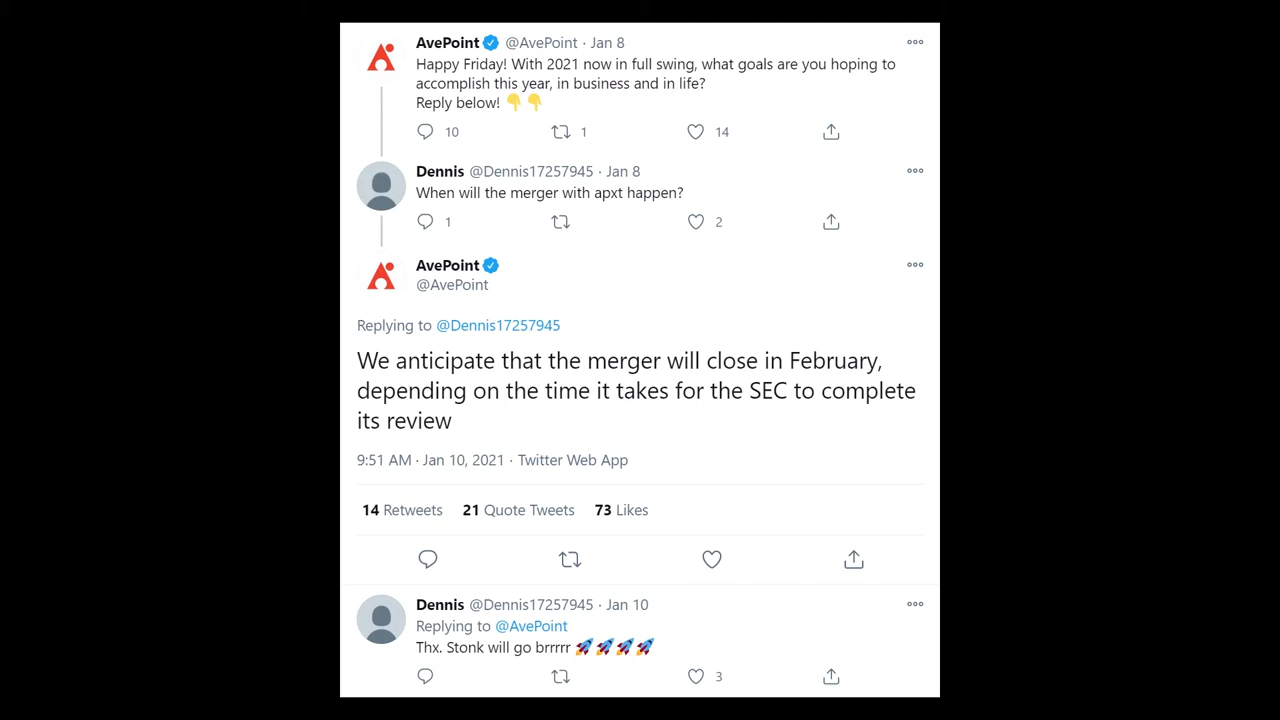 AvePoint @AvePoint · Jan 8
Happy Friday! With 2021 now in full swing, what goals are you hoping to
accomplish this year, in business and in life?
Reply below! 👇👇
10 1 14
Dennis @Dennis17257945 · Jan 8
When will the merger with apxt happen?
1 2
AvePoint
@AvePoint
Replying to @Dennis17257945
We anticipate that the merger will close in February,
depending on the time it takes for the SEC to complete
its review
9:51 AM · Jan 10, 2021 · Twitter Web App
14 Retweets 21 Quote Tweets 73 Likes
Dennis @Dennis17257945 · Jan 10
Replying to @AvePoint
Thx. Stonk will go brrrrr 🚀🚀🚀🚀
3